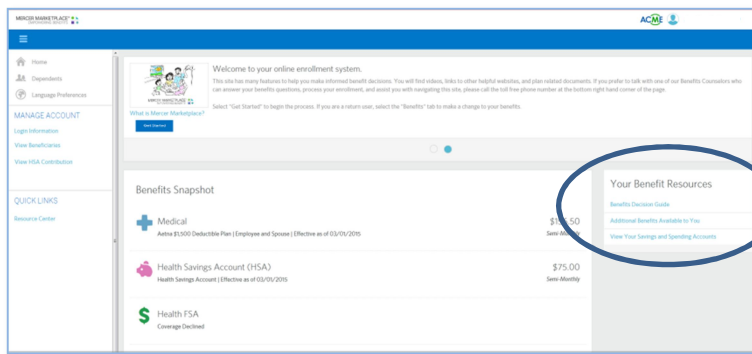 MERCER MARKETPLACE
ACME
Home
Dependents
Language Preferences
MANAGE ACCOUNT
Login Information
View Beneficiaries
View HSA Contribution
QUICK LINKS
Resource Center
MERCER MARKETPLACE
What is Mercer Marketplace?
Get Started
Welcome to your online enrollment system.
This site has many features to help you make informed benefit decisions. You will find videos, links to other helpful websites, and plan related documents. If you prefer to talk with one of our Benefits Counselors who
can answer your benefits questions, process your enrollment, and assist you with navigating this site, please call the toll free phone number at the bottom right hand corner of the page.
Select "Get Started" to begin the process. If you are a return user, select the "Benefits" tab to make a change to your benefits.
Benefits Snapshot
Medical
Aetna $1,500 Deductible Plan | Employee and Spouse | Effective as of 03/01/2015
Semi-Monthly
Health Savings Account (HSA)
$75.00
Health Savings Account | Effective as of 03/01/2015
Semi-Monthly
Health FSA
Coverage Declined
Your Benefit Resources
Benefits Decision Guide
Additional Benefits Available to You
View Your Savings and Spending Accounts